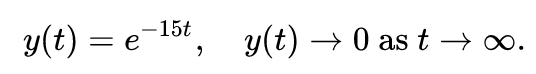 y(t) = e^{-15t}, y(t) → 0 as t → ∞.